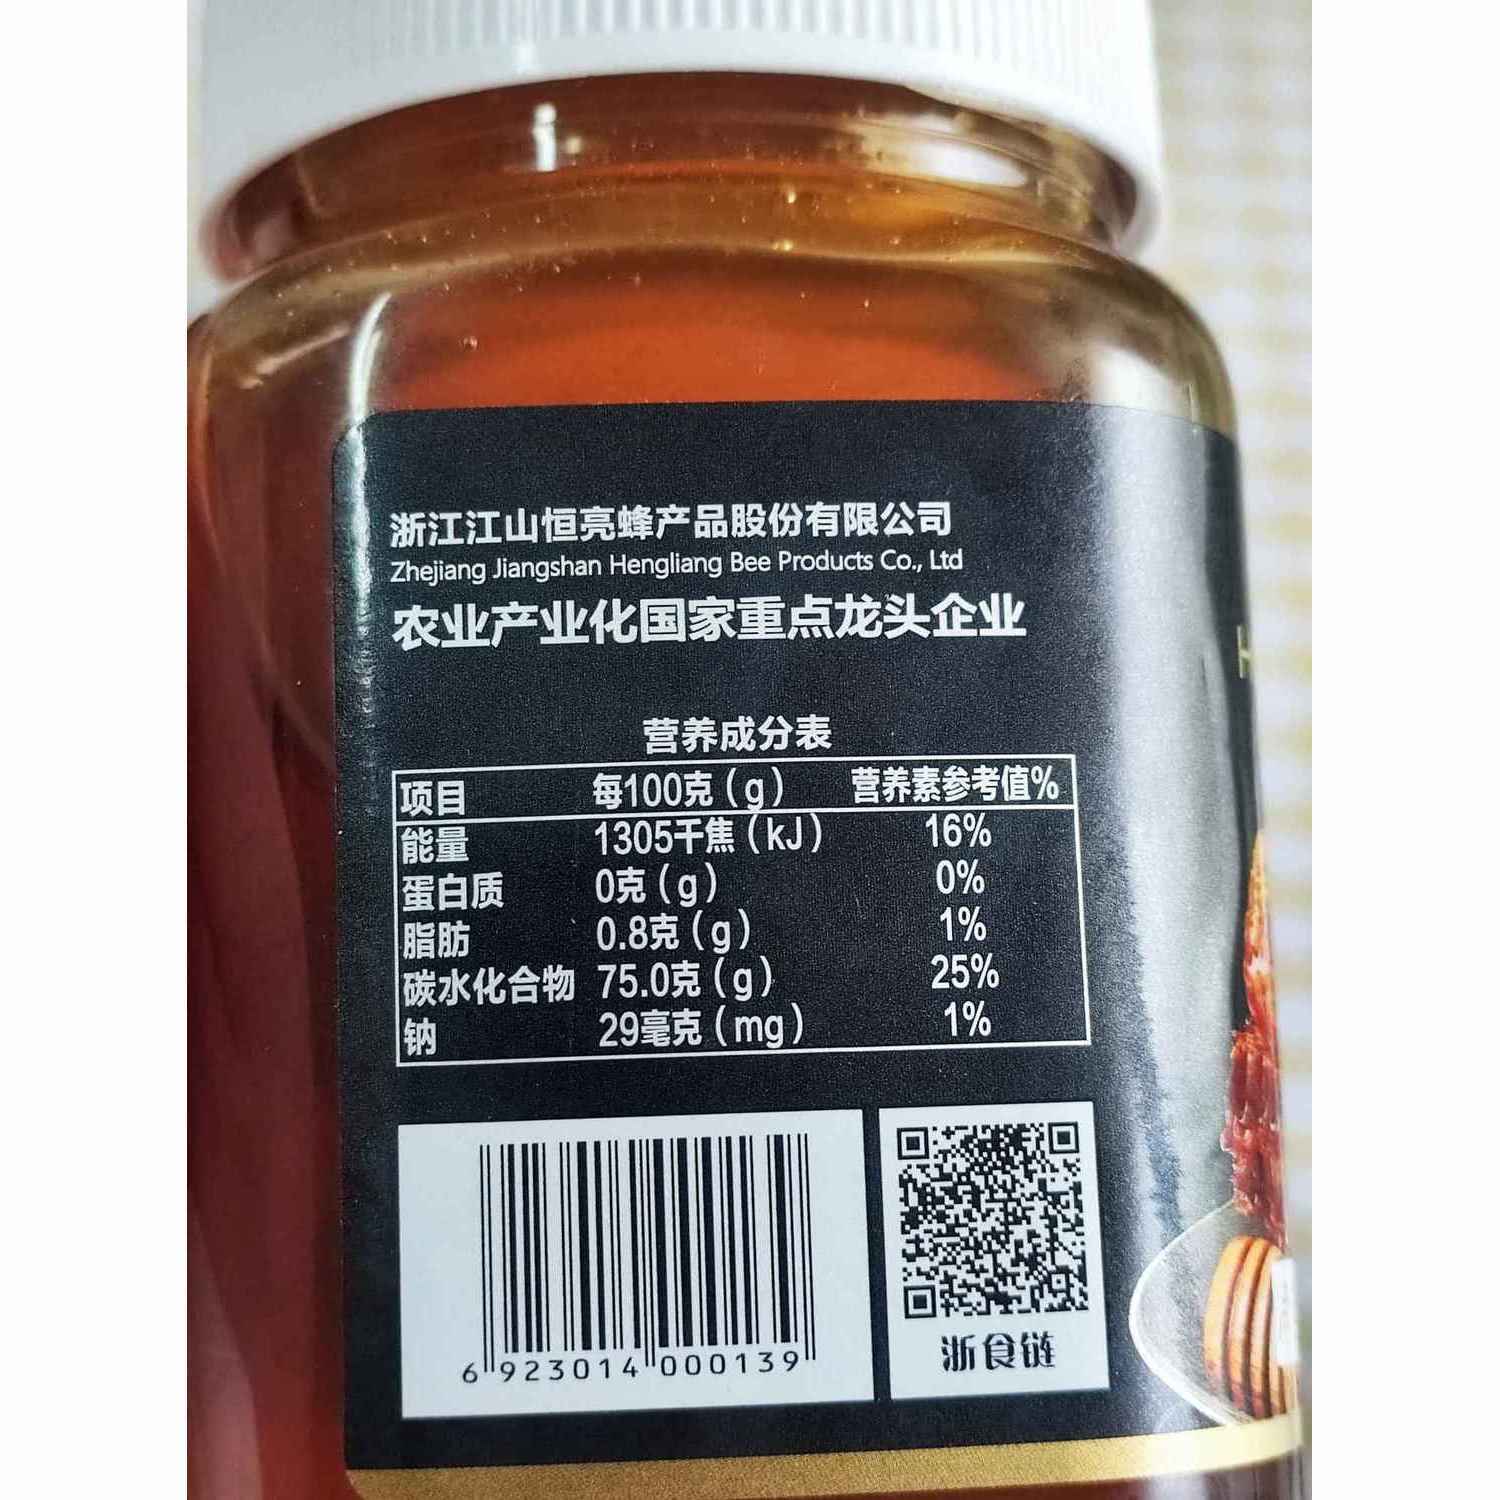 浙江江山恒亮蜂产品股份有限公司
Zhejiang Jiangshan Hengliang Bee Products Co., Ltd
农业产业化国家重点龙头企业
营养成分表
项目 每100克(g) 营养素参考值%
能量 1305千焦(kJ) 16%
蛋白质 0克(g) 0%
脂肪 0.8克(g) 1%
碳水化合物 75.0克(g) 25%
钠 29毫克(mg) 1%
6 923014 000139
浙食链
H